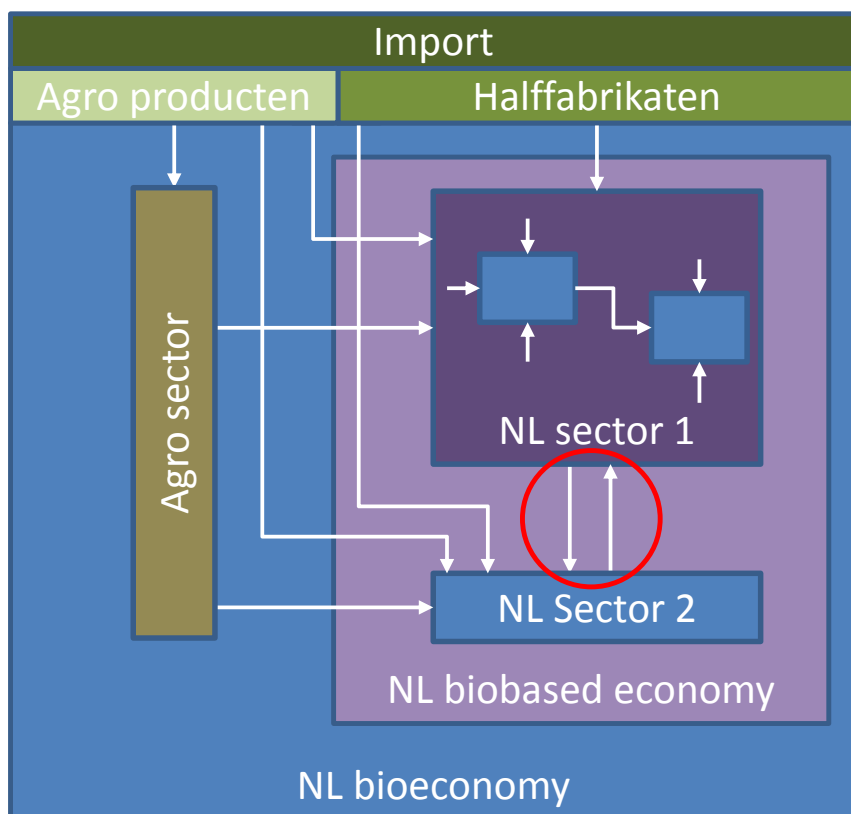 Import
Agro producten
Halffabrikaten
Agro sector
NL sector 1
NL Sector 2
NL biobased economy
NL bioeconomy